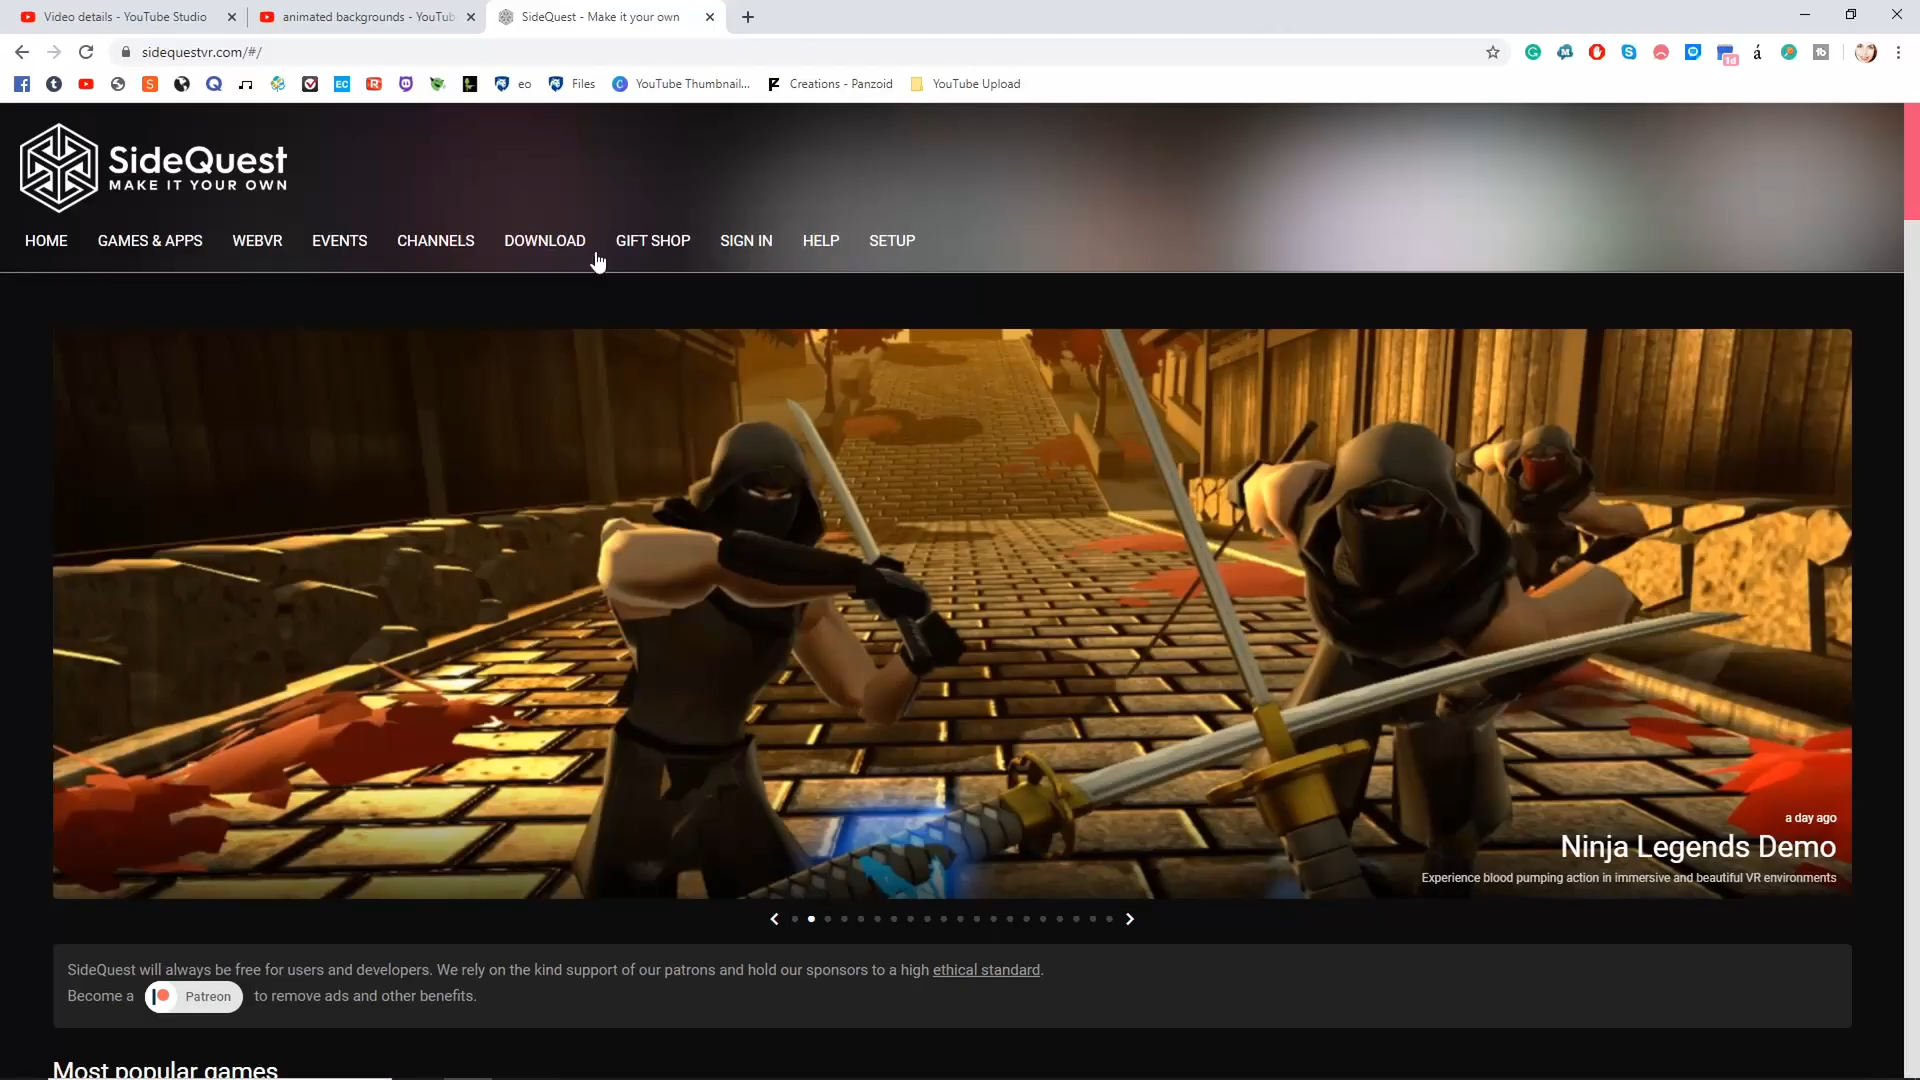 Video details - YouTube Studio
animated backgrounds - YouTub
SideQuest - Make it your own
sidequestvr.com/#/
1d
eo
Files
YouTube Thumbnail...
Creations - Panzoid
YouTube Upload
SideQuest
MAKE IT YOUR OWN
HOME GAMES & APPS WEBVR EVENTS CHANNELS DOWNLOAD GIFT SHOP SIGN IN HELP SETUP
a day ago
Ninja Legends Demo
Experience blood pumping action in immersive and beautiful VR environments
SideQuest will always be free for users and developers. We rely on the kind support of our patrons and hold our sponsors to a high ethical standard.
Become a Patreon to remove ads and other benefits.
Most popular games